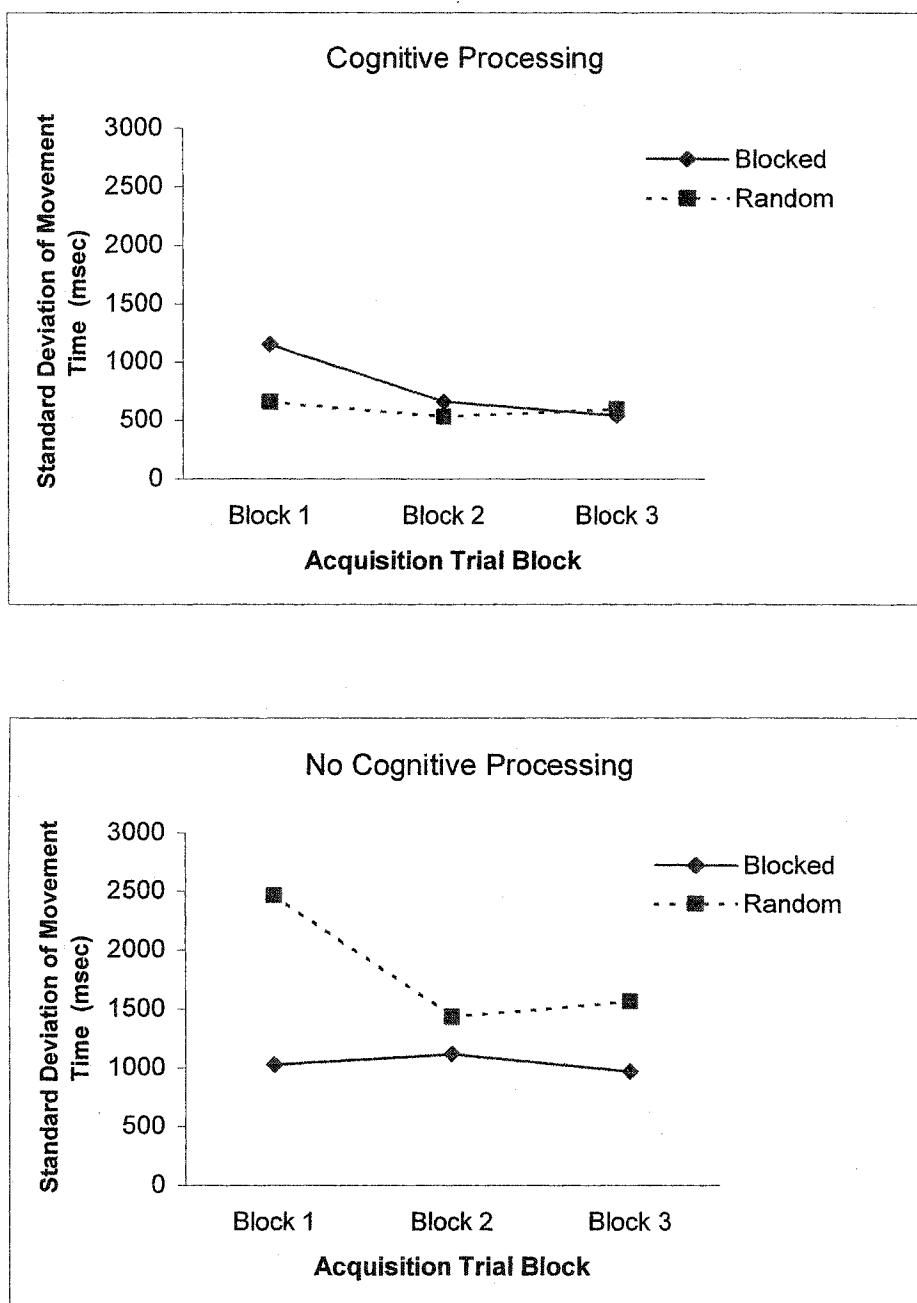 Cognitive Processing
3000
2500
2000
1500
1000
500
0
Standard Deviation of Movement
Time (msec)
Blocked
Random
Block 1 Block 2 Block 3
Acquisition Trial Block
No Cognitive Processing
3000
2500
2000
1500
1000
500
0
Standard Deviation of Movement
Time (msec)
Blocked
Random
Block 1 Block 2 Block 3
Acquisition Trial Block